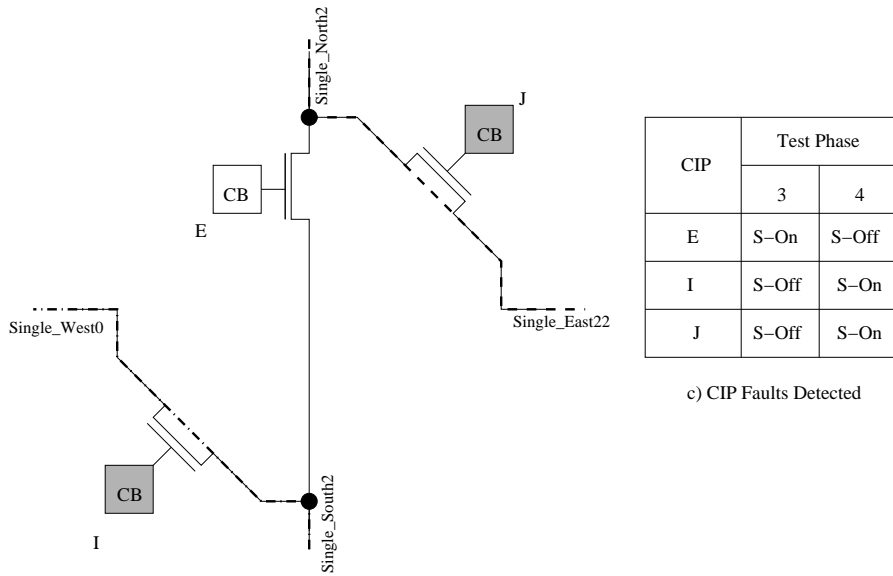 Single_North2
J
CB
CB
E
Single_West0
Single_East22
CB
I
Single_South2
CIP
Test Phase
3
4
E
S−On
S−Off
I
S−Off
S−On
J
S−Off
S−On
c) CIP Faults Detected